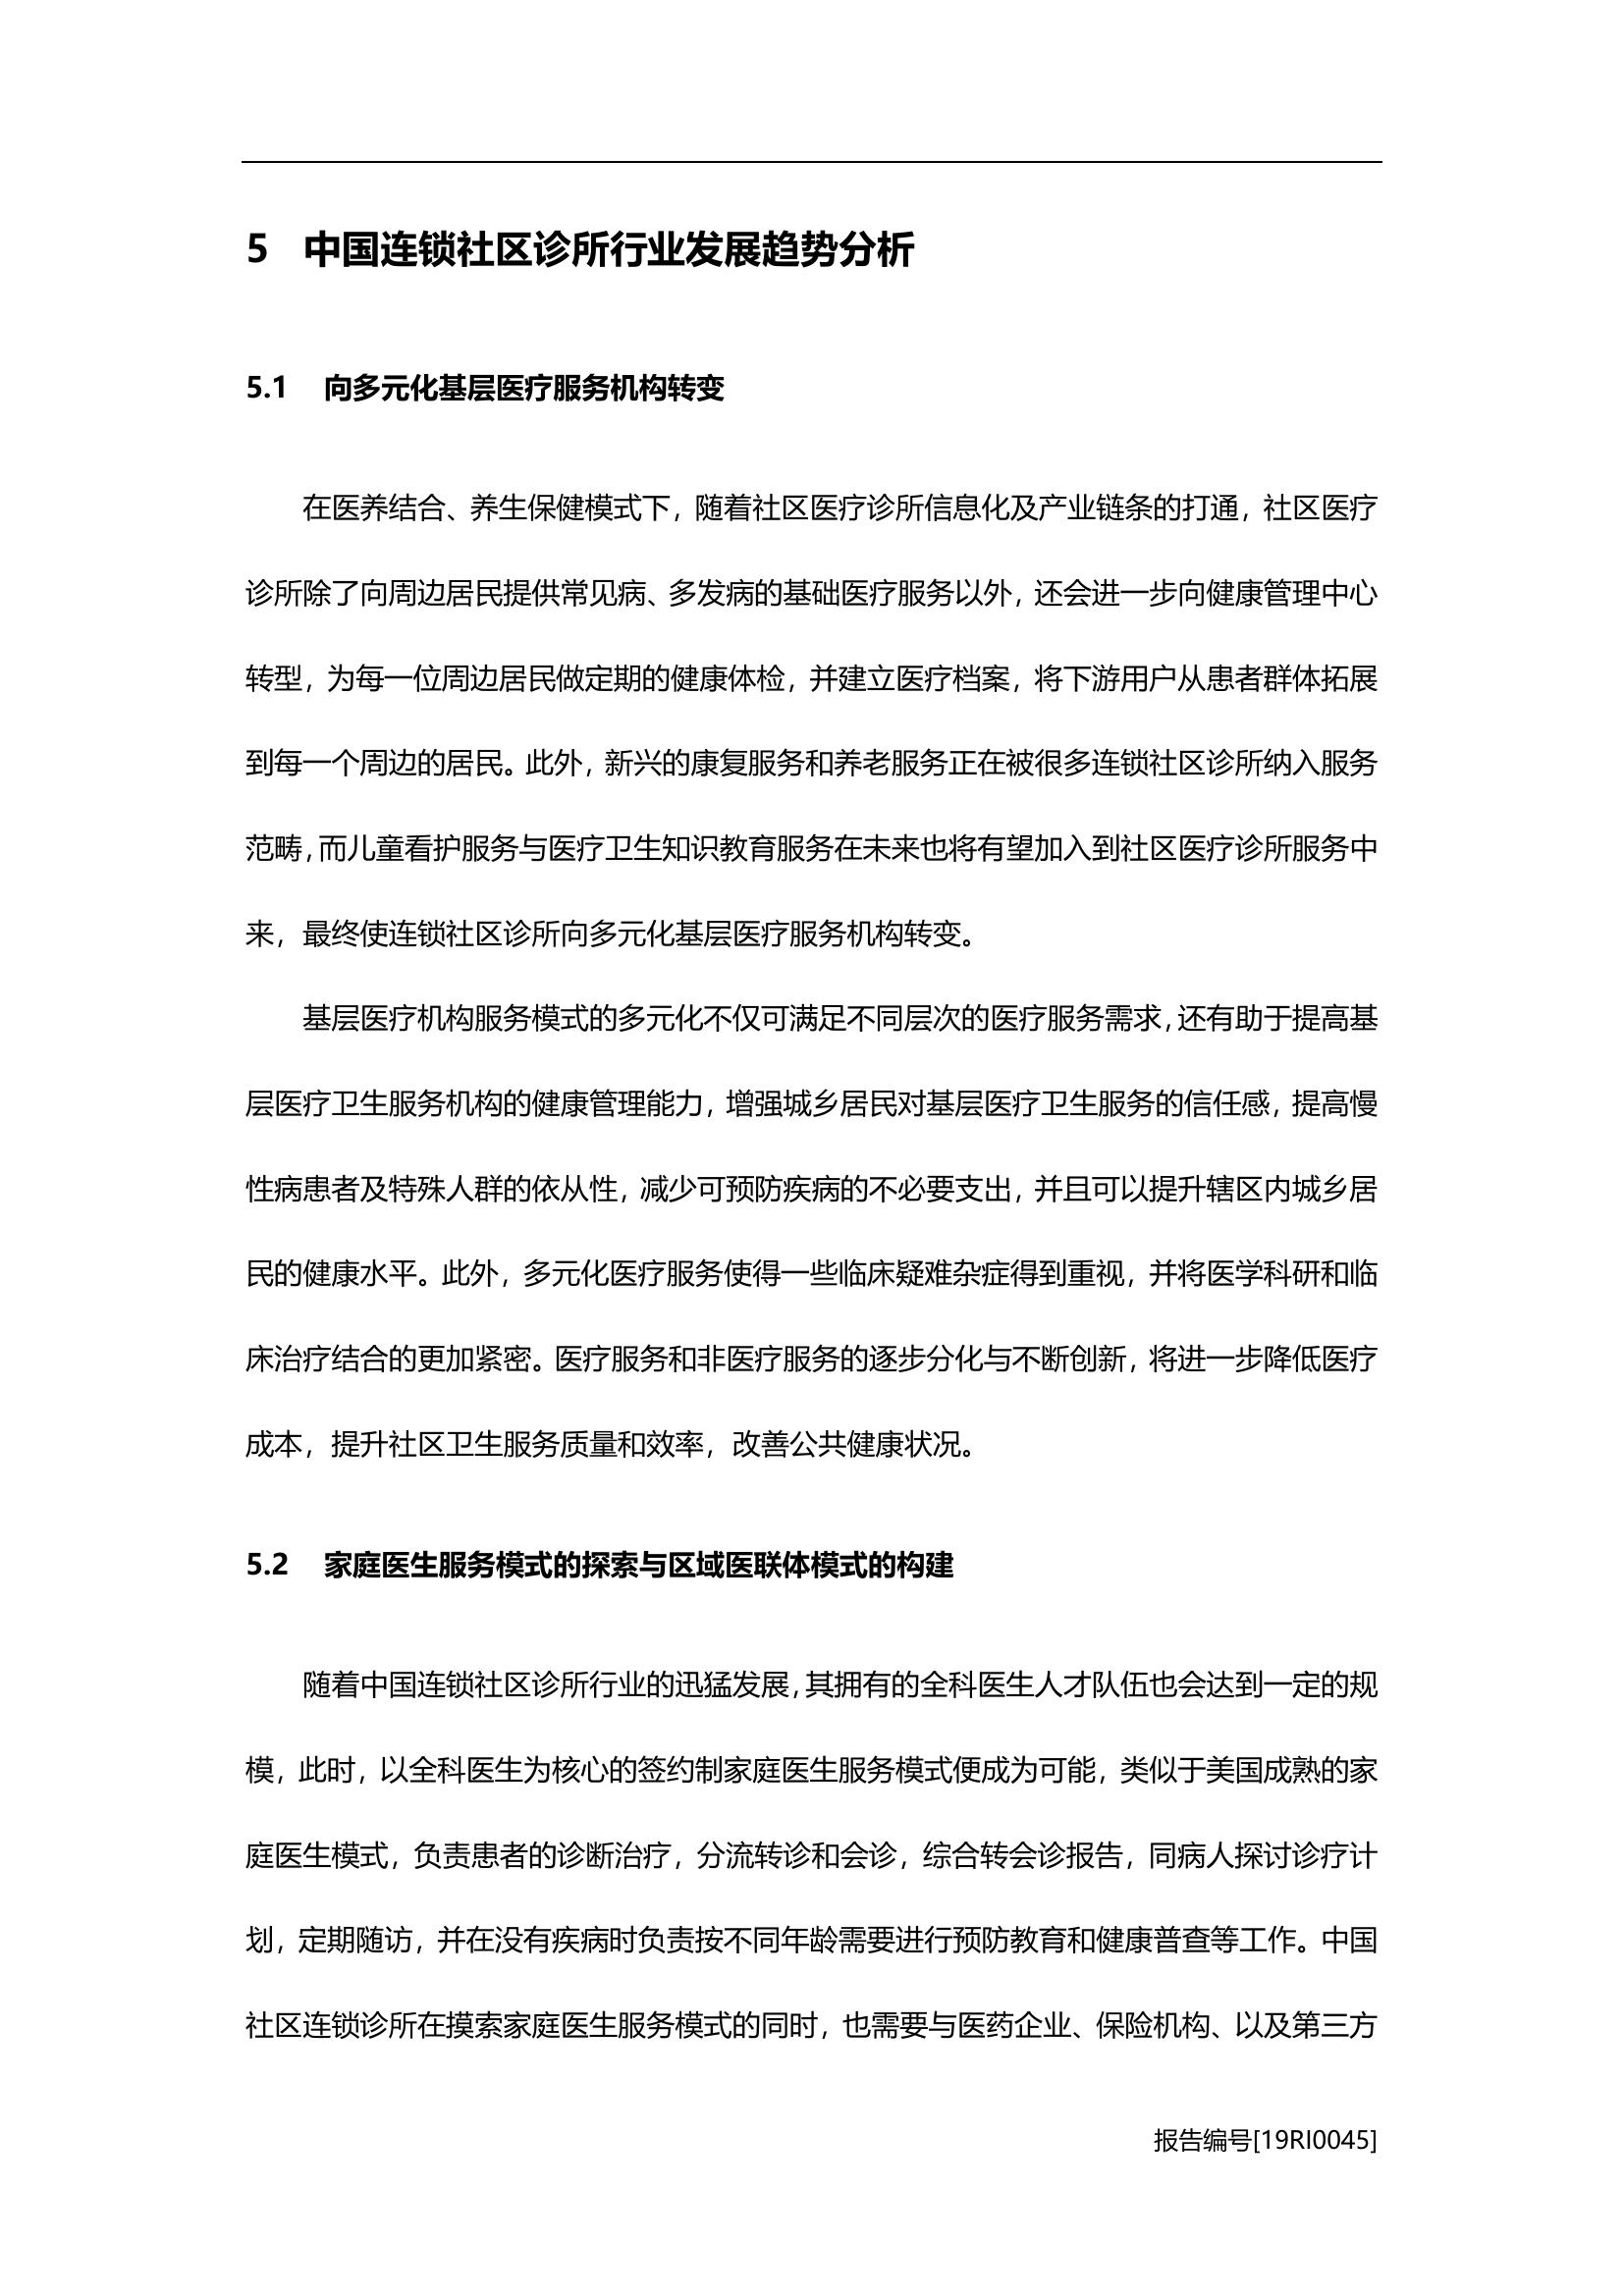 5 中国连锁社区诊所行业发展趋势分析
5.1 向多元化基层医疗服务机构转变
在医养结合、养生保健模式下，随着社区医疗诊所信息化及产业链条的打通，社区医疗
诊所除了向周边居民提供常见病、多发病的基础医疗服务以外，还会进一步向健康管理中心
转型，为每一位周边居民做定期的健康体检，并建立医疗档案，将下游用户从患者群体拓展
到每一个周边的居民。此外，新兴的康复服务和养老服务正在被很多连锁社区诊所纳入服务
范畴，而儿童看护服务与医疗卫生知识教育服务在未来也将有望加入到社区医疗诊所服务中
来，最终使连锁社区诊所向多元化基层医疗服务机构转变。
基层医疗机构服务模式的多元化不仅可满足不同层次的医疗服务需求，还有助于提高基
层医疗卫生服务机构的健康管理能力，增强城乡居民对基层医疗卫生服务的信任感，提高慢
性病患者及特殊人群的依从性，减少可预防疾病的不必要支出，并且可以提升辖区内城乡居
民的健康水平。此外，多元化医疗服务使得一些临床疑难杂症得到重视，并将医学科研和临
床治疗结合的更加紧密。医疗服务和非医疗服务的逐步分化与不断创新，将进一步降低医疗
成本，提升社区卫生服务质量和效率，改善公共健康状况。
5.2 家庭医生服务模式的探索与区域医联体模式的构建
随着中国连锁社区诊所行业的迅猛发展，其拥有的全科医生人才队伍也会达到一定的规
模，此时，以全科医生为核心的签约制家庭医生服务模式便成为可能，类似于美国成熟的家
庭医生模式，负责患者的诊断治疗，分流转诊和会诊，综合转会诊报告，同病人探讨诊疗计
划，定期随访，并在没有疾病时负责按不同年龄需要进行预防教育和健康普查等工作。中国
社区连锁诊所在摸索家庭医生服务模式的同时，也需要与医药企业、保险机构、以及第三方
报告编号[19RI0045]